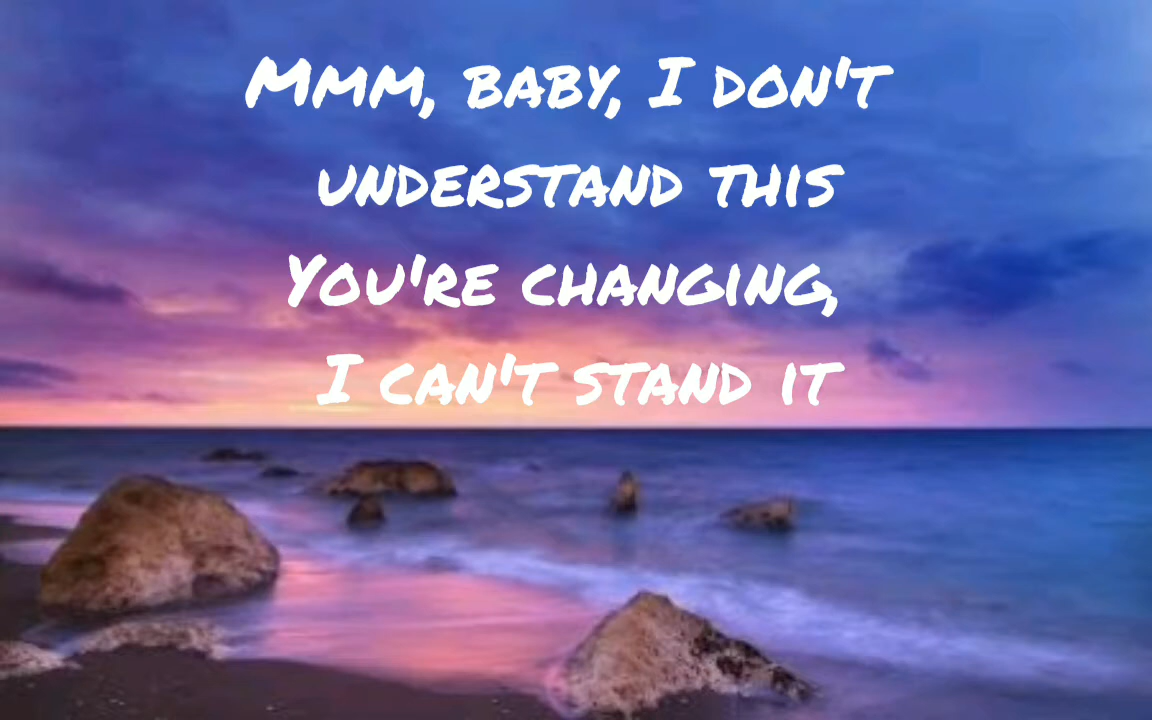 Mmm, baby, I don't
understand this
You're changing,
I can't stand it